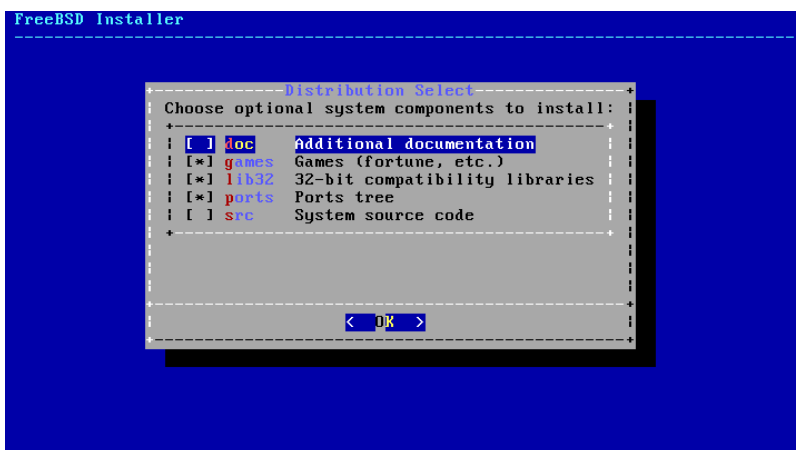 FreeBSD Installer
Distribution Select
Choose optional system components to install:
[ ] doc Additional documentation
[*] games Games (fortune, etc.)
[*] lib32 32-bit compatibility libraries
[*] ports Ports tree
[ ] src System source code
< OK >